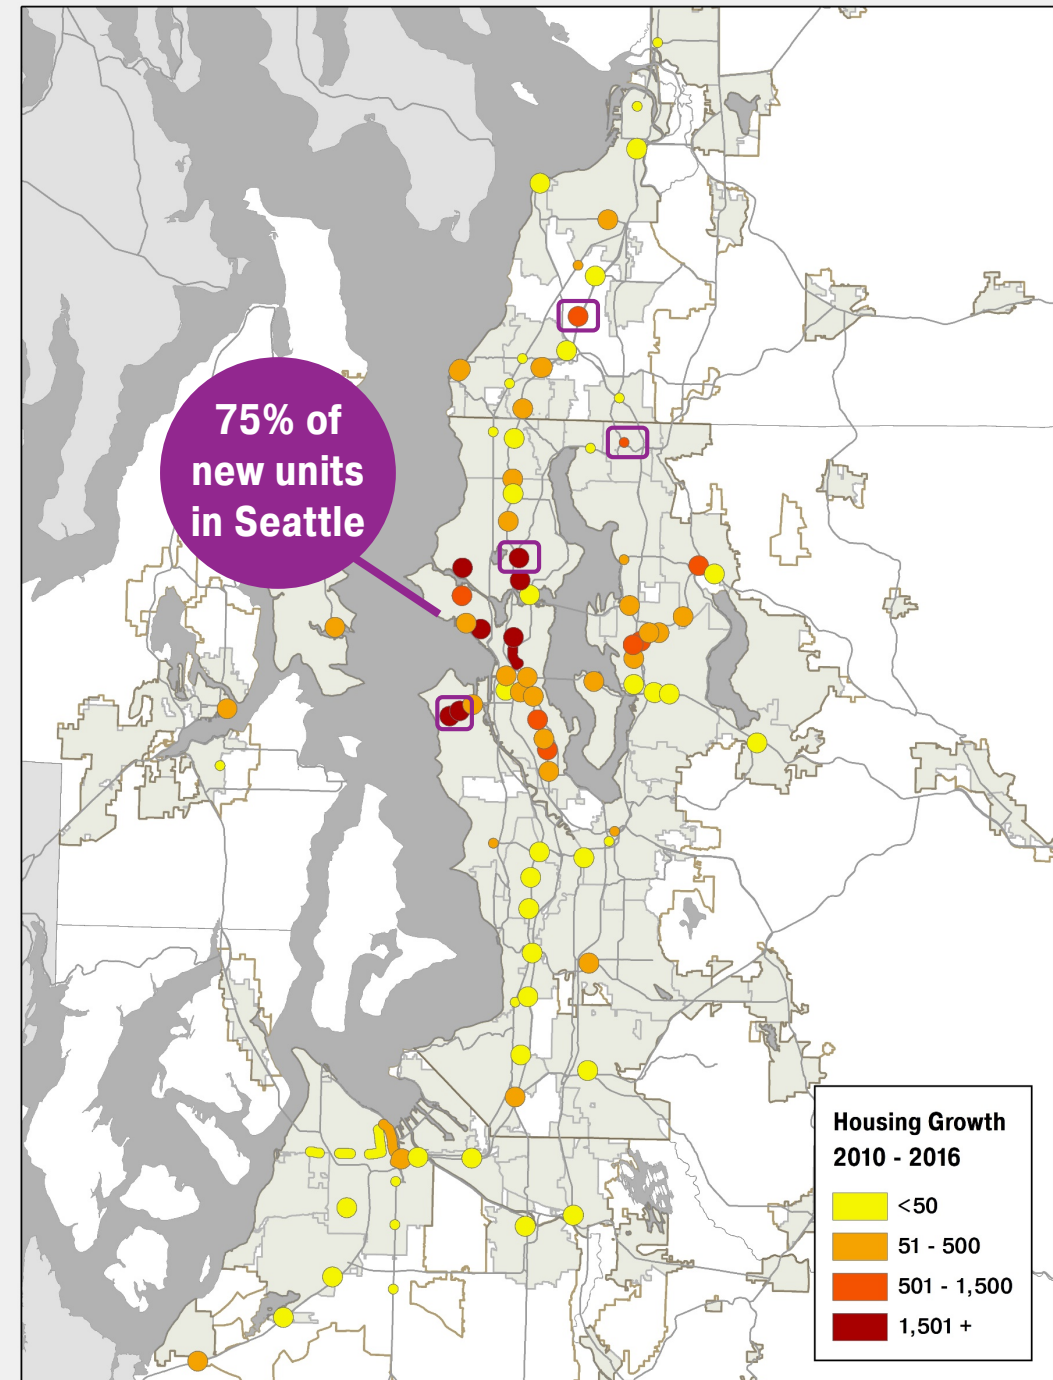 75% of
new units
in Seattle
Housing Growth
2010 - 2016
<50
51 - 500
501 - 1,500
1,501 +